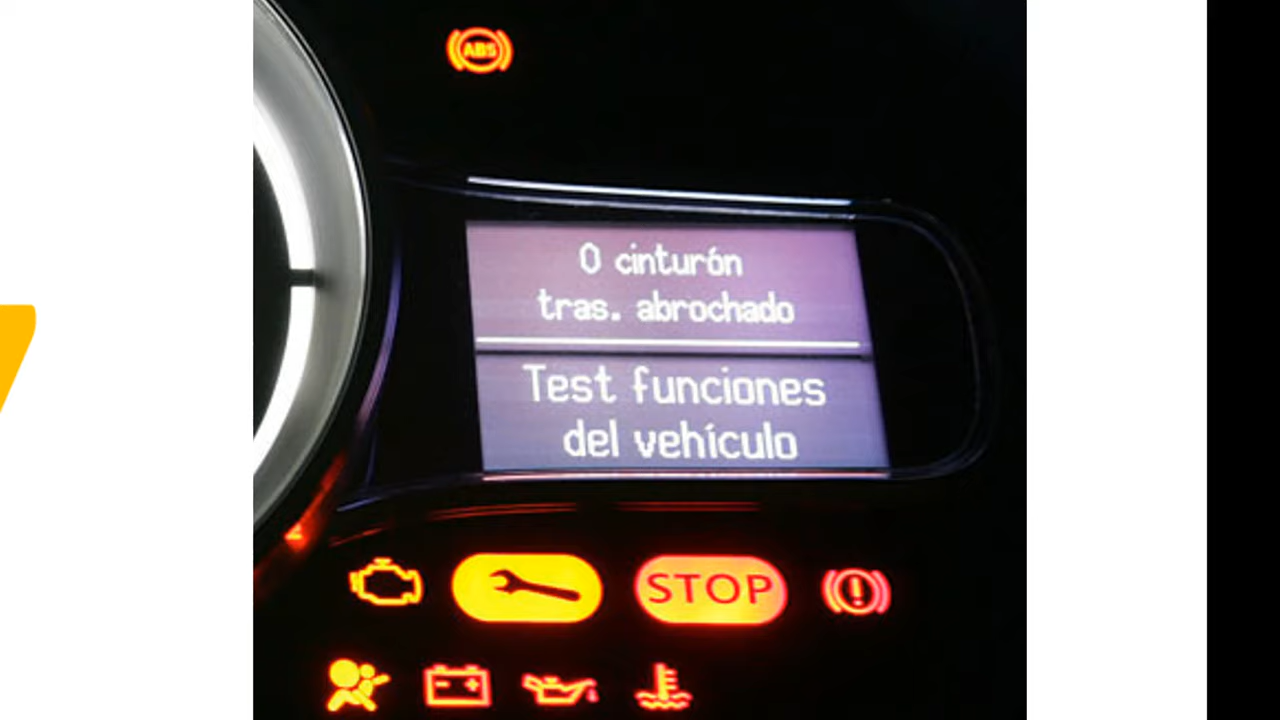 ABS
0 cinturón
tras. abrochado
Test funciones
del vehículo
STOP